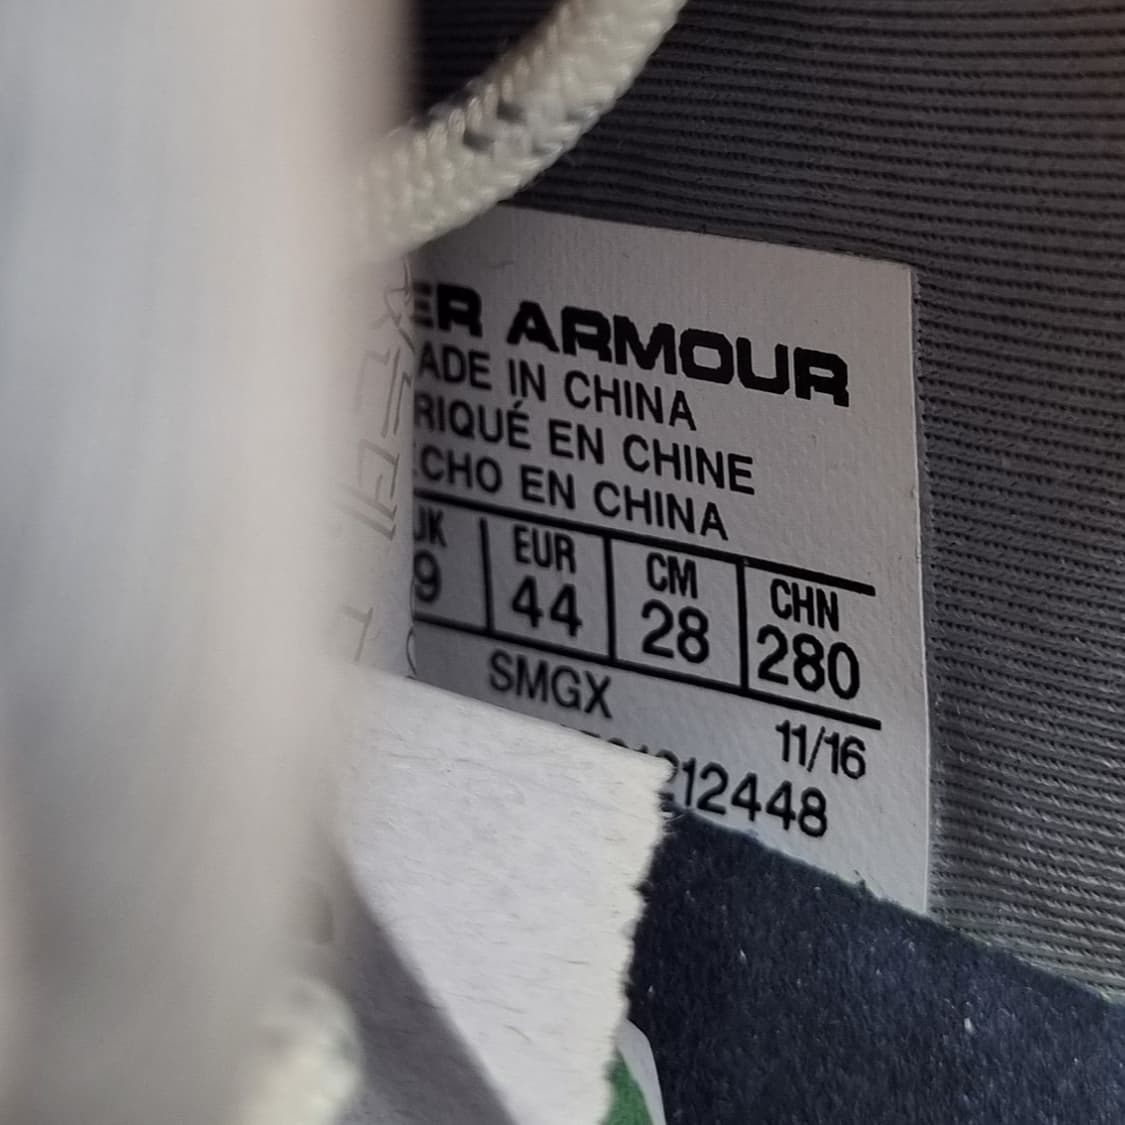 ER ARMOUR
ADE IN CHINA
RIQUÉ EN CHINE
CHO EN CHINA
UK EUR CM CHN
9 44 28 280
SMGX
11/16
212448